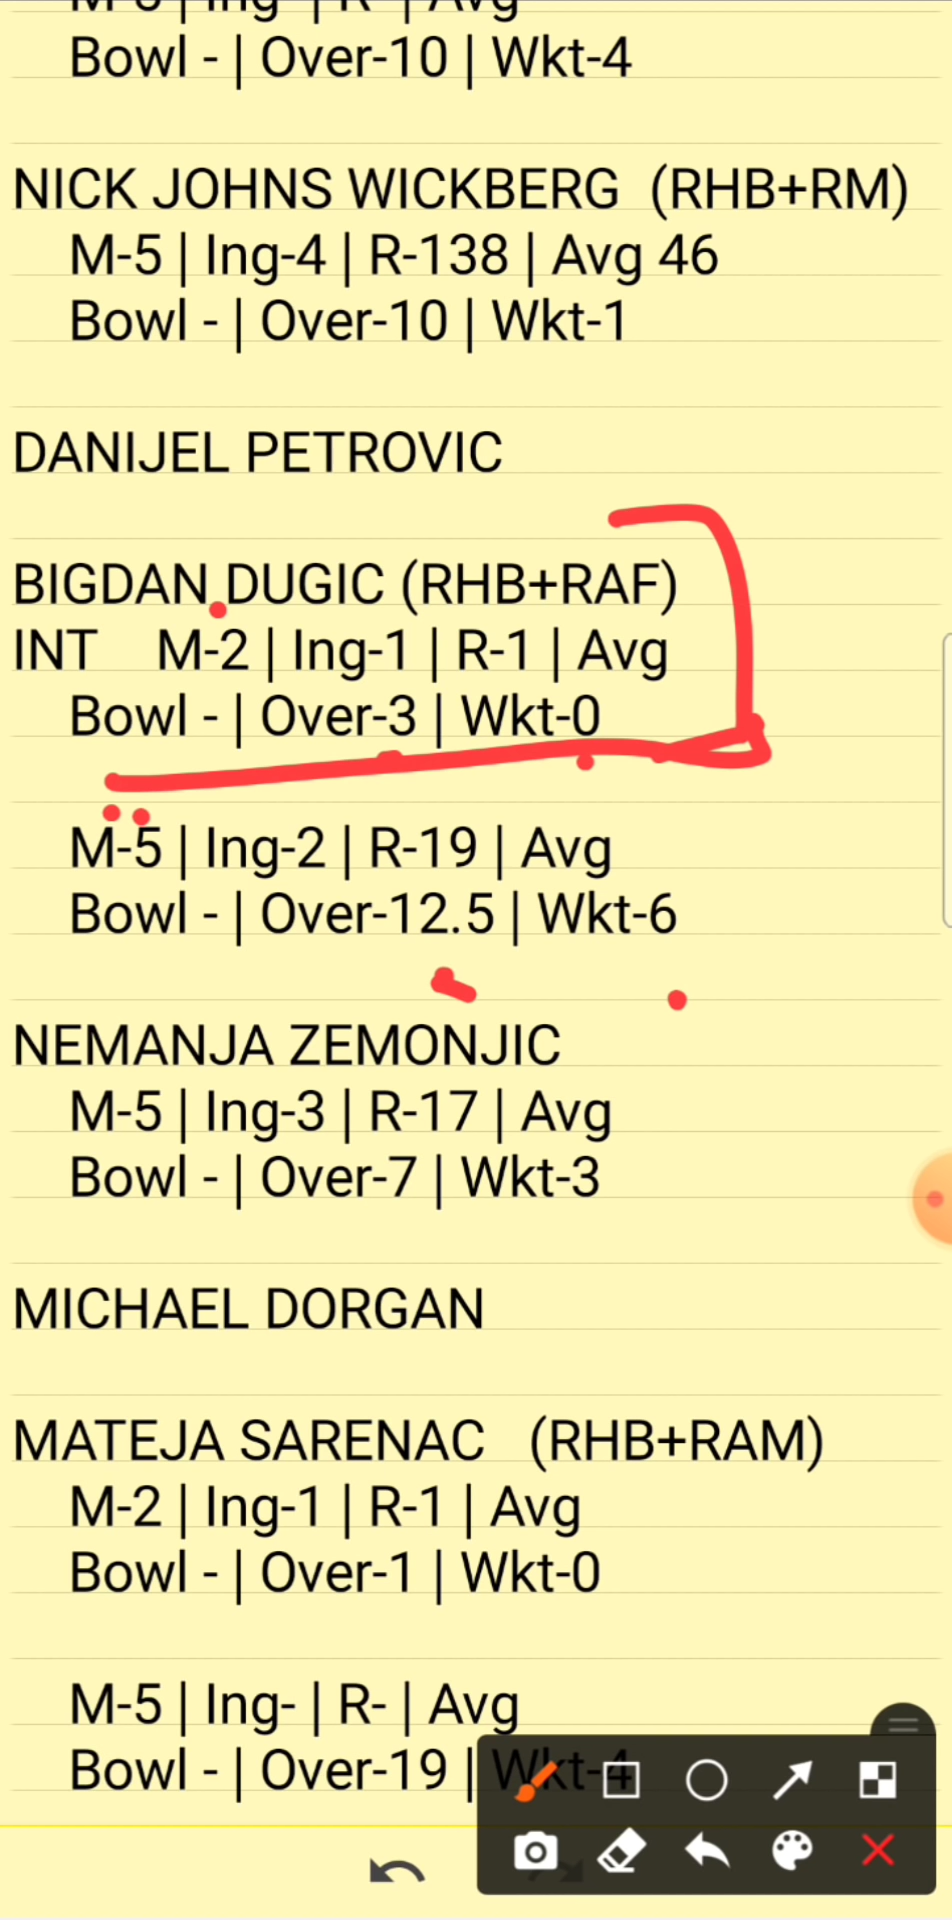 Bowl - | Over-10 | Wkt-4
NICK JOHNS WICKBERG (RHB+RM)
M-5 | Ing-4 | R-138 | Avg 46
Bowl - | Over-10 | Wkt-1
DANIJEL PETROVIC
BIGDAN DUGIC (RHB+RAF)
INT M-2 | Ing-1 | R-1 | Avg
Bowl - | Over-3 | Wkt-0
M-5 | Ing-2 | R-19 | Avg
Bowl - | Over-12.5 | Wkt-6
NEMANJA ZEMONJIC
M-5 | Ing-3 | R-17 | Avg
Bowl - | Over-7 | Wkt-3
MICHAEL DORGAN
MATEJA SARENAC (RHB+RAM)
M-2 | Ing-1 | R-1 | Avg
Bowl - | Over-1 | Wkt-0
M-5 | Ing- | R- | Avg
Bowl - | Over-19 | Wkt-4